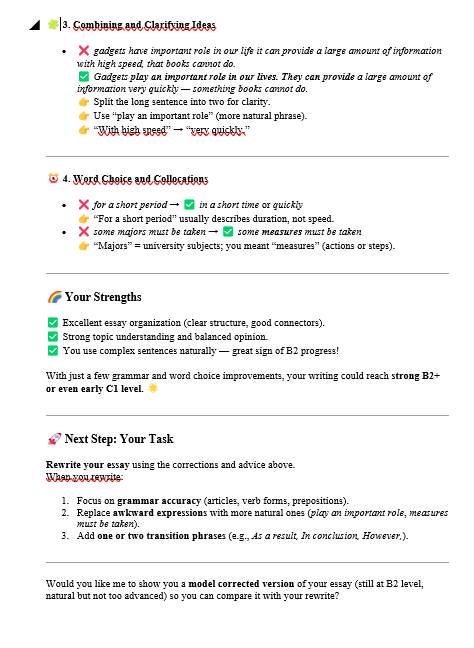 🧩 3. Combining and Clarifying Ideas
• ❌ gadgets have important role in our life it can provide a large amount of information
with high speed, that books cannot do.
✅ Gadgets play an important role in our lives. They can provide a large amount of
information very quickly — something books cannot do.
👉 Split the long sentence into two for clarity.
👉 Use “play an important role” (more natural phrase).
👉 “With high speed” → “very quickly.”
4. Word Choice and Collocations
• ❌ for a short period → ✅ in a short time or quickly
👉 “For a short period” usually describes duration, not speed.
• ❌ some majors must be taken → ✅ some measures must be taken
👉 “Majors” = university subjects; you meant “measures” (actions or steps).
🌈 Your Strengths
✅ Excellent essay organization (clear structure, good connectors).
✅ Strong topic understanding and balanced opinion.
✅ You use complex sentences naturally — great sign of B2 progress!
With just a few grammar and word choice improvements, your writing could reach strong B2+
or even early C1 level. 🌟
🚀 Next Step: Your Task
Rewrite your essay using the corrections and advice above.
When you rewrite:
1. Focus on grammar accuracy (articles, verb forms, prepositions).
2. Replace awkward expressions with more natural ones (play an important role, measures
must be taken).
3. Add one or two transition phrases (e.g., As a result, In conclusion, However,).
Would you like me to show you a model corrected version of your essay (still at B2 level,
natural but not too advanced) so you can compare it with your rewrite?